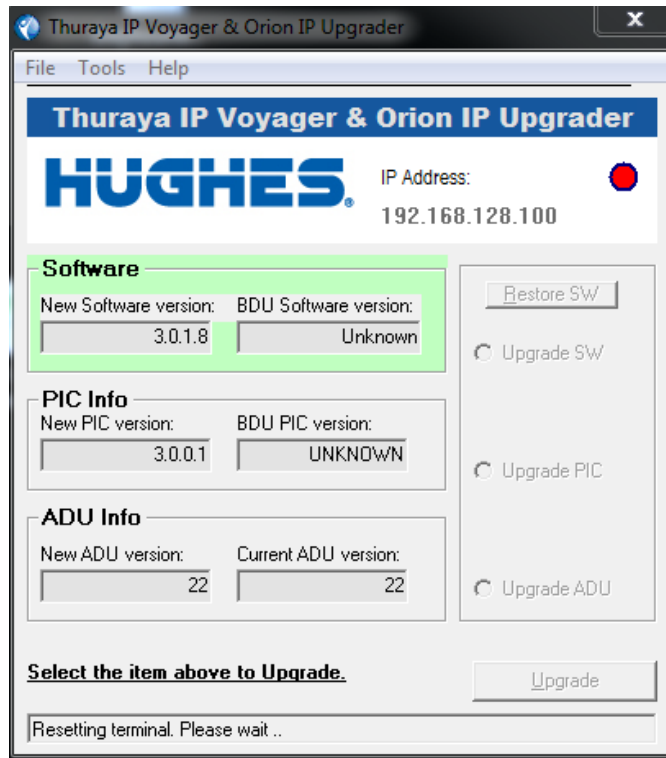 Thuraya IP Voyager & Orion IP Upgrader
File Tools Help
Thuraya IP Voyager & Orion IP Upgrader
HUGHES®
IP Address:
192.168.128.100
Software
New Software version: BDU Software version:
3.0.1.8 Unknown
Restore SW
Upgrade SW
PIC Info
New PIC version: BDU PIC version:
3.0.0.1 UNKNOWN
Upgrade PIC
ADU Info
New ADU version: Current ADU version:
22 22
Upgrade ADU
Select the item above to Upgrade.
Upgrade
Resetting terminal. Please wait ..